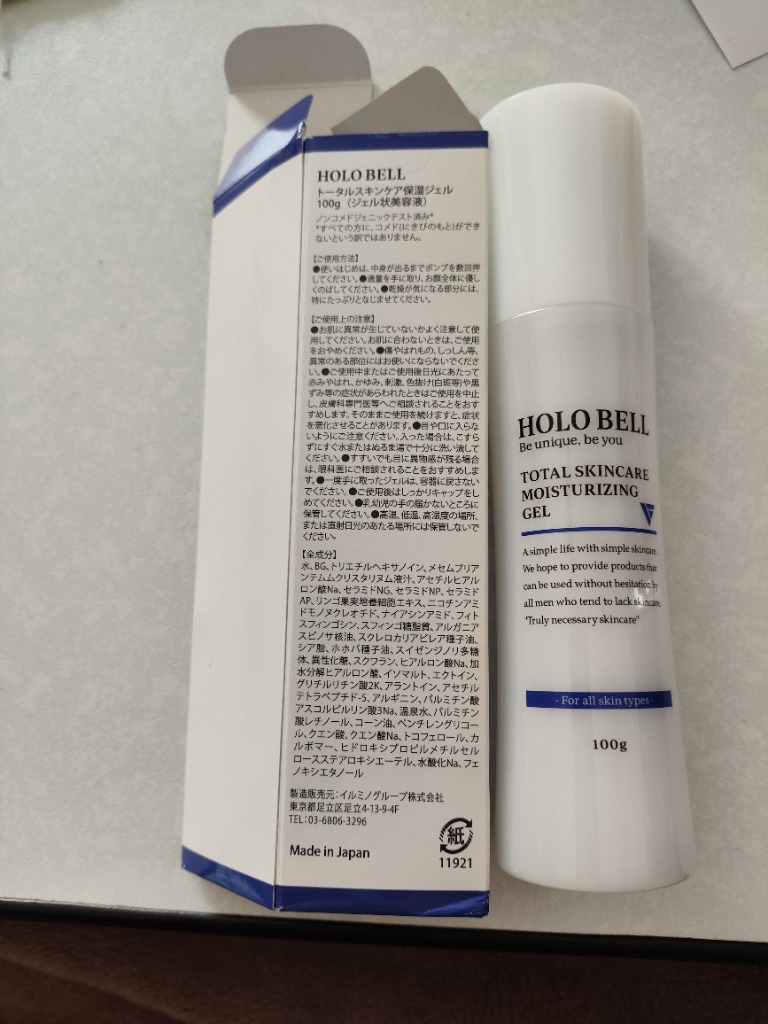 HOLO BELL
トータルスキンケア保湿ジェル
100g（ジェル状美容液）
ノンコメドジェニックテスト済み*
*すべての方に、コメド(にきびのもと)ができ
ないという訳ではありません。
【ご使用方法】
●使いはじめは、中身が出るまでポンプを数回押
してください。●適量を手に取り、お顔全体に優し
くのばしてください。●乾燥が気になる部分には、
特にたっぷりとなじませてください。
【ご使用上の注意】
●お肌に異常が生じていないかよく注意して使
用してください。お肌に合わないときは、ご使用
をおやめください。●傷やはれもの、しっしん等、
異常のある部位にはお使いにならないでくださ
い。●ご使用中またはご使用後日光にあたって
赤みやはれ、かゆみ、刺激、色抜け(白斑等)や黒
ずみ等の症状があらわれたときはご使用を中止
し、皮膚科専門医等へご相談されることをおす
すめします。そのままご使用を続けますと、症状
を悪化させることがあります。●目や口に入らな
いようにご注意ください。入った場合は、こすら
ずにすぐ水またはぬるま湯で十分に洗い流して
ください。●すすいでも目に異物感が残る場合
は、眼科医にご相談されることをおすすめしま
す。●一度手に取ったジェルは、容器に戻さない
でください。●ご使用後はしっかりキャップをし
めてください。●乳幼児の手の届かないところに
保管してください。●高温、低温、高湿度の場所、
または直射日光のあたる場所には保管しないで
ください。
【全成分】
水、BG、トリエチルヘキサノイン、メセムブリア
ンテムムクリスタリヌム液汁、アセチルヒアル
ロン酸Na、セラミドNG、セラミドNP、セラミド
AP、リンゴ果実培養細胞エキス、ニコチンアミ
ドモノヌクレオチド、ナイアシンアミド、フィト
スフィンゴシン、スフィンゴ糖脂質、アルガニア
スピノサ核油、スクレロカリアビレア種子油、
シア脂、ホホバ種子油、スイゼンジノリ多糖
体、異性化糖、スクワラン、ヒアルロン酸Na、加
水分解ヒアルロン酸、イソマルト、エクトイン、
グリチルリチン酸2K、アラントイン、アセチル
テトラペプチド-5、アルギニン、パルミチン酸
アスコルビルリン酸3Na、温泉水、パルミチン
酸レチノール、コーン油、ペンチレングリコー
ル、クエン酸、クエン酸Na、トコフェロール、カ
ルボマー、ヒドロキシプロピルメチルセル
ロースステアロキシエーテル、水酸化Na、フェ
ノキシエタノール
製造販売元：イルミノグループ株式会社
東京都足立区足立4-13-9-4F
TEL：03-6806-3296
Made in Japan
紙
11921
HOLO BELL
Be unique, be you
TOTAL SKINCARE
MOISTURIZING
GEL
A simple life with simple skincare.
We hope to provide products that
can be used without hesitation by
all men who tend to lack skincare.
"Truly necessary skincare"
- For all skin types -
100g